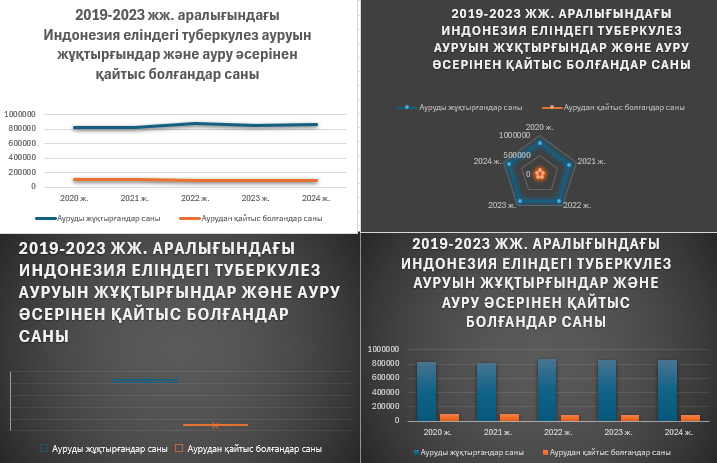 2019-2023 жж. аралығындағы
Индонезия еліндегі туберкулез ауруын
жұқтырғындар және ауру әсерінен
қайтыс болғандар саны
1000000
800000
600000
400000
200000
0
2020 ж.
2021 ж.
2022 ж.
2023 ж.
2024 ж.
Ауруды жұқтырғандар саны
Аурудан қайтыс болғандар саны
2019-2023 ЖЖ. АРАЛЫҒЫНДАҒЫ
ИНДОНЕЗИЯ ЕЛІНДЕГІ ТУБЕРКУЛЕЗ
АУРУЫН ЖҰҚТЫРҒЫНДАР ЖӘНЕ АУРУ
ӘСЕРІНЕН ҚАЙТЫС БОЛҒАНДАР САНЫ
Ауруды жұқтырғандар саны
Аурудан қайтыс болғандар саны
2020 ж.
1000000
500000
0
2024 ж.
2021 ж.
2023 ж.
2022 ж.
2019-2023 ЖЖ. АРАЛЫҒЫНДАҒЫ
ИНДОНЕЗИЯ ЕЛІНДЕГІ ТУБЕРКУЛЕЗ
АУРУЫН ЖҰҚТЫРҒЫНДАР ЖӘНЕ АУРУ
ӘСЕРІНЕН ҚАЙТЫС БОЛҒАНДАР
САНЫ
Ауруды жұқтырғандар саны
Аурудан қайтыс болғандар саны
2019-2023 ЖЖ. АРАЛЫҒЫНДАҒЫ
ИНДОНЕЗИЯ ЕЛІНДЕГІ ТУБЕРКУЛЕЗ
АУРУЫН ЖҰҚТЫРҒЫНДАР ЖӘНЕ
АУРУ ӘСЕРІНЕН ҚАЙТЫС
БОЛҒАНДАР САНЫ
1000000
800000
600000
400000
200000
0
2020 ж.
2021 ж.
2022 ж.
2023 ж.
2024 ж.
Ауруды жұқтырғандар саны
Аурудан қайтыс болғандар саны